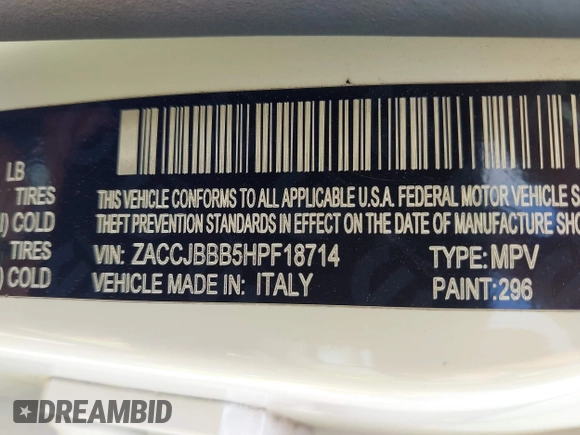 LB
TIRES
) COLD
TIRES
) COLD
THIS VEHICLE CONFORMS TO ALL APPLICABLE U.S.A. FEDERAL MOTOR VEHICLE S
THEFT PREVENTION STANDARDS IN EFFECT ON THE DATE OF MANUFACTURE SHO
VIN: ZACCJBBB5HPF18714 TYPE: MPV
VEHICLE MADE IN: ITALY PAINT: 296
DREAMBID